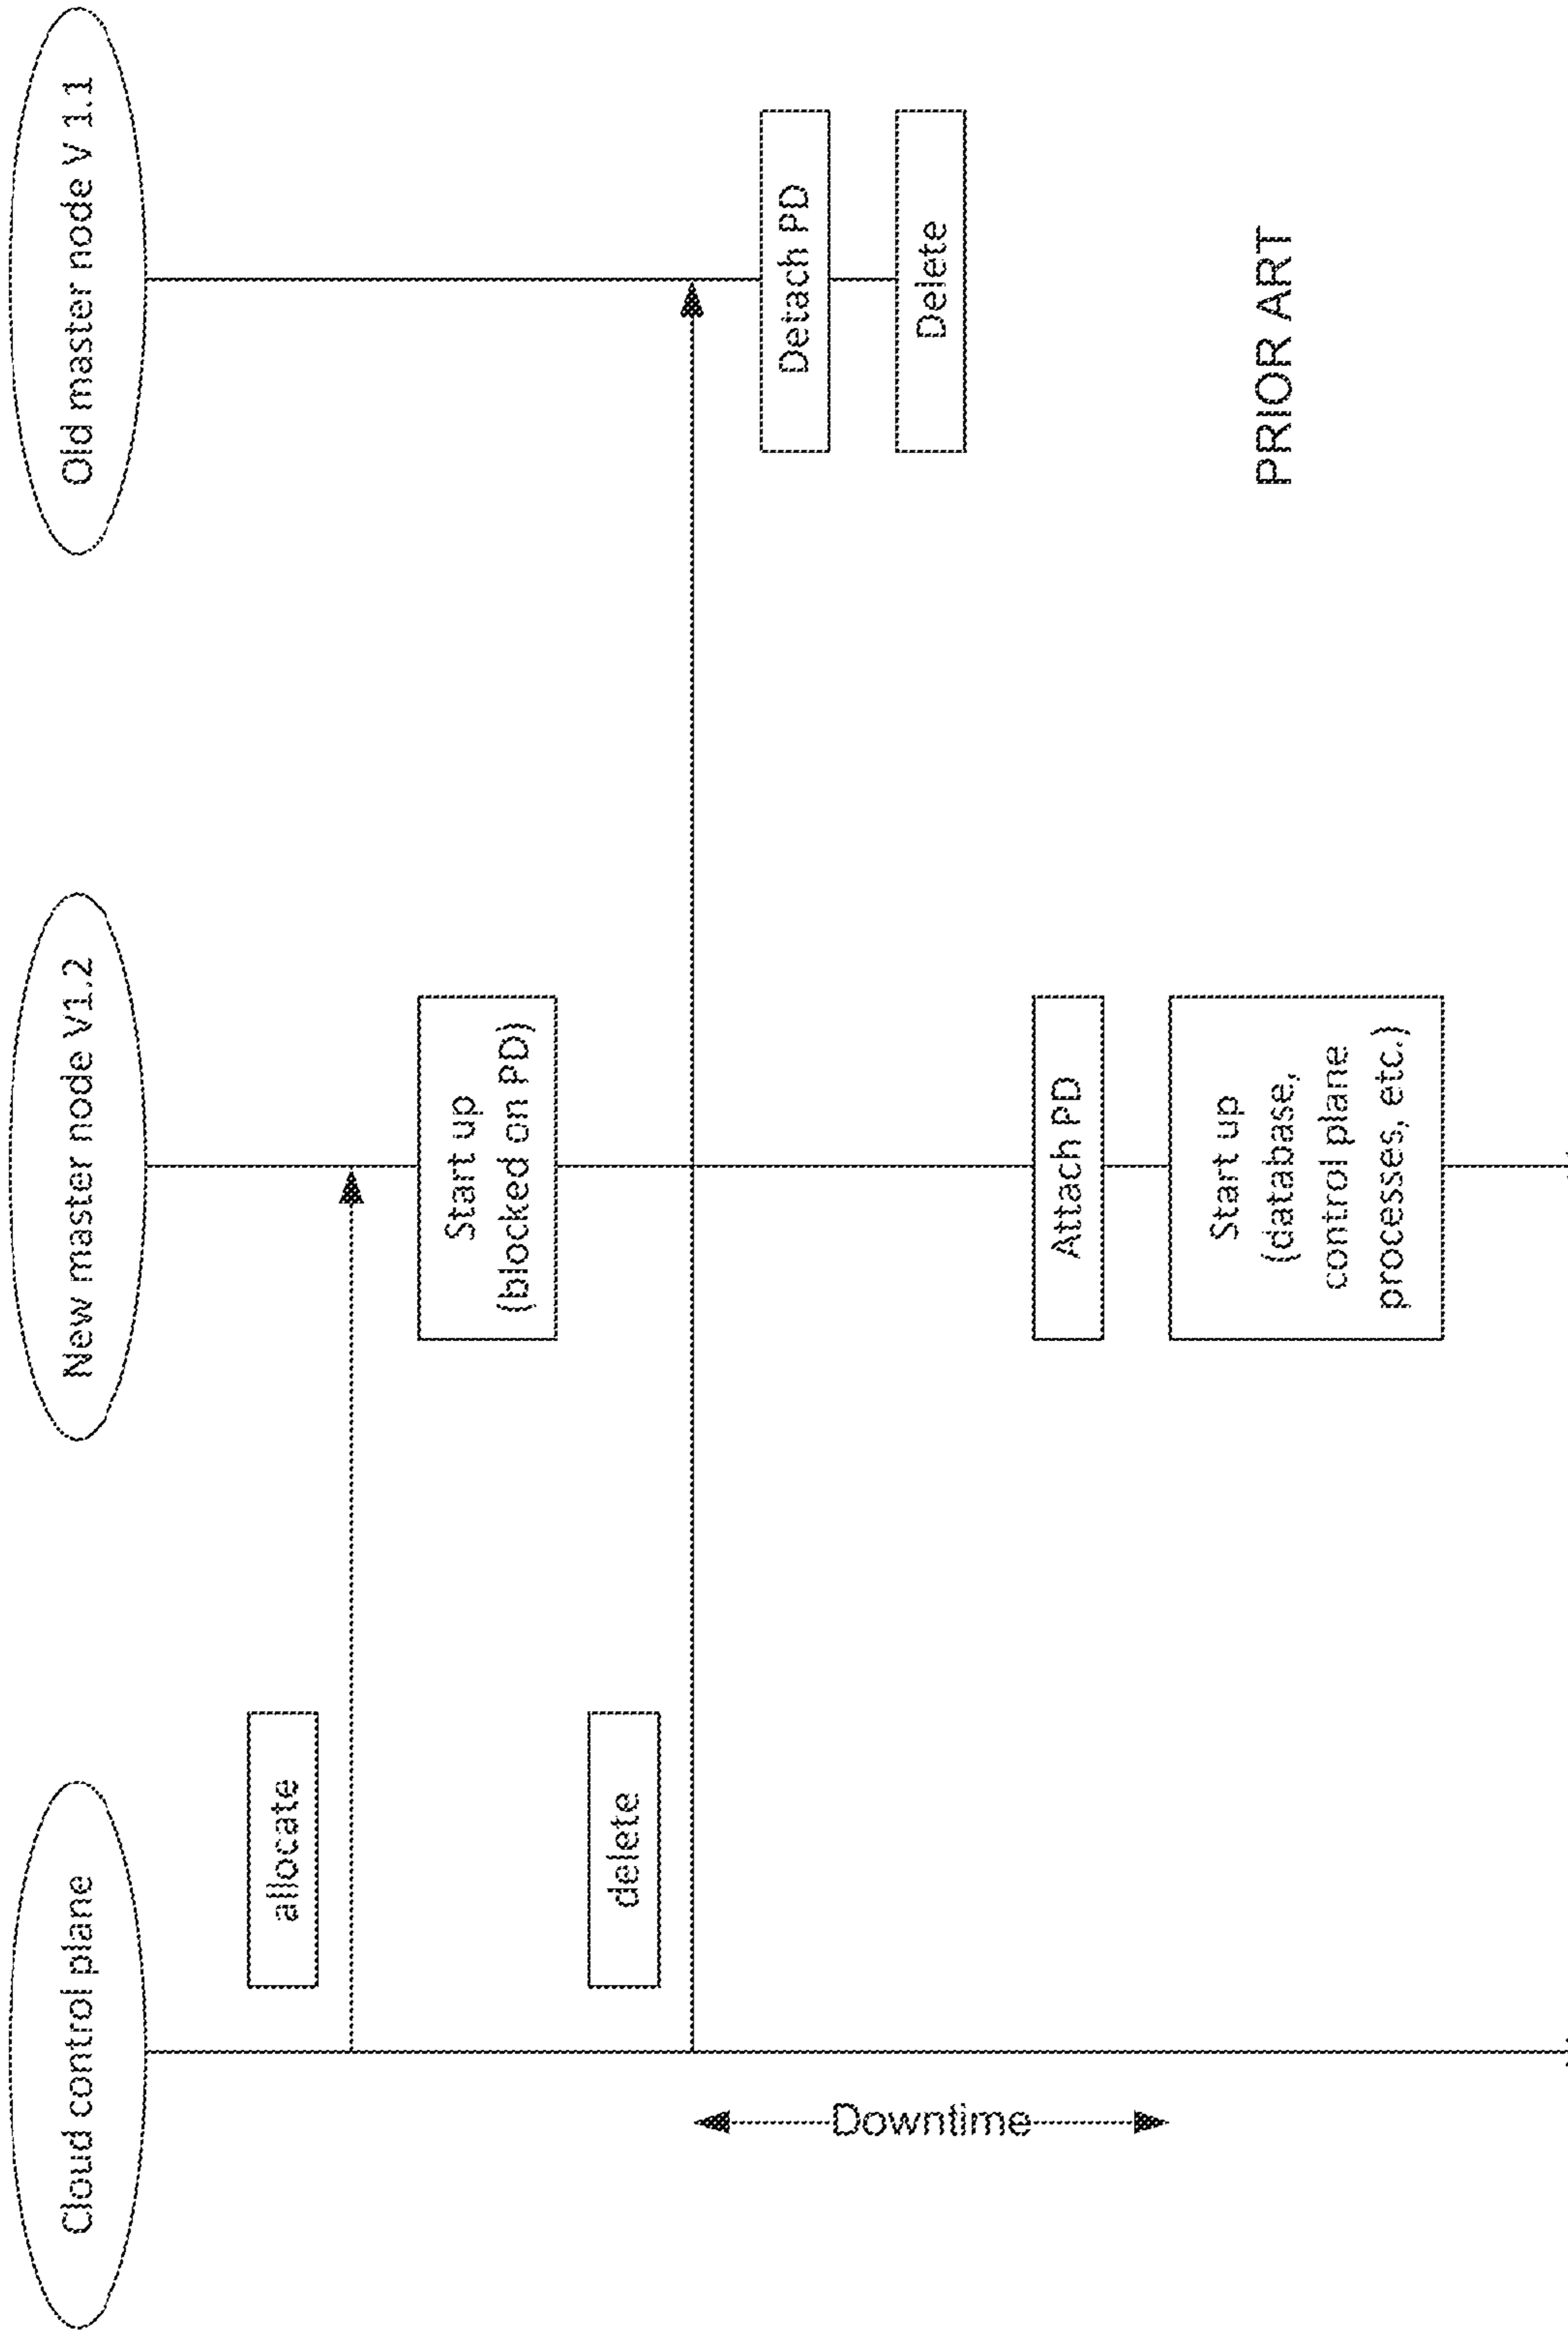 Cloud control plane
New master node V1.2
Old master node V 1.1
allocate
Start up
(blocked on PD)
delete
Downtime
Detach PD
Delete
Attach PD
Start up
(database,
control plane
processes, etc.)
PRIOR ART